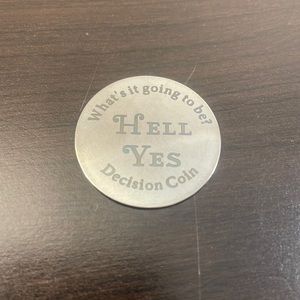 What's it going to be?
HELL
YES
Decision Coin